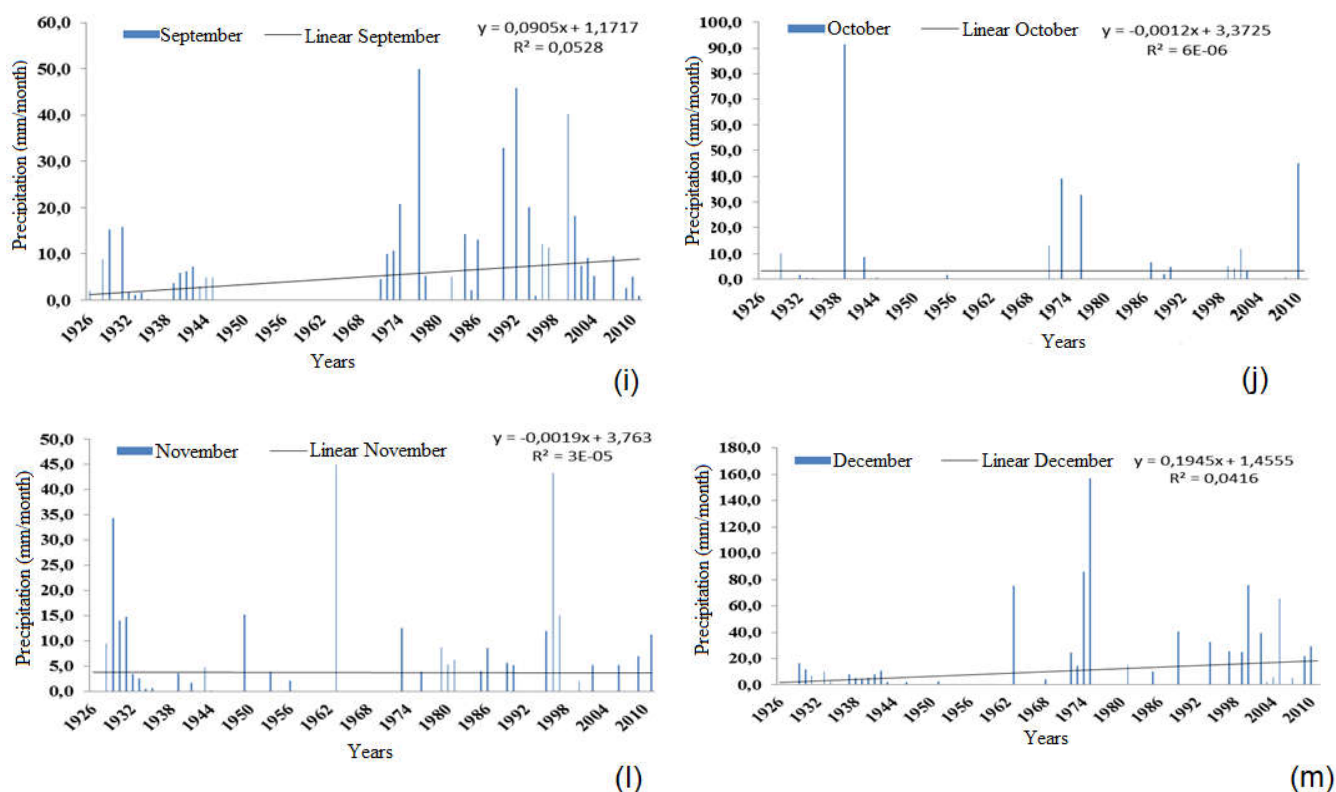 September
Linear September
y = 0,0905x + 1,1717
R² = 0,0528
Precipitation (mm/month)
60,0
50,0
40,0
30,0
20,0
10,0
0,0
1926 1932 1938 1944 1950 1956 1962 1968 1974 1980 1986 1992 1998 2004 2010
Years
(i)
October
Linear October
y = -0,0012x + 3,3725
R² = 6E-06
Precipitation (mm/month)
100,0
90,0
80,0
70,0
60,0
50,0
40,0
30,0
20,0
10,0
0,0
1926 1932 1938 1944 1950 1956 1962 1968 1974 1980 1986 1992 1998 2004 2010
Years
(j)
November
Linear November
y = -0,0019x + 3,763
R² = 3E-05
Precipitation (mm/month)
50,0
45,0
40,0
35,0
30,0
25,0
20,0
15,0
10,0
5,0
0,0
1926 1932 1938 1944 1950 1956 1962 1968 1974 1980 1986 1992 1998 2004 2010
Years
(l)
December
Linear December
y = 0,1945x + 1,4555
R² = 0,0416
Precipitation (mm/month)
180,0
160,0
140,0
120,0
100,0
80,0
60,0
40,0
20,0
0,0
1926 1932 1938 1944 1950 1956 1962 1968 1974 1980 1986 1992 1998 2004 2010
Years
(m)